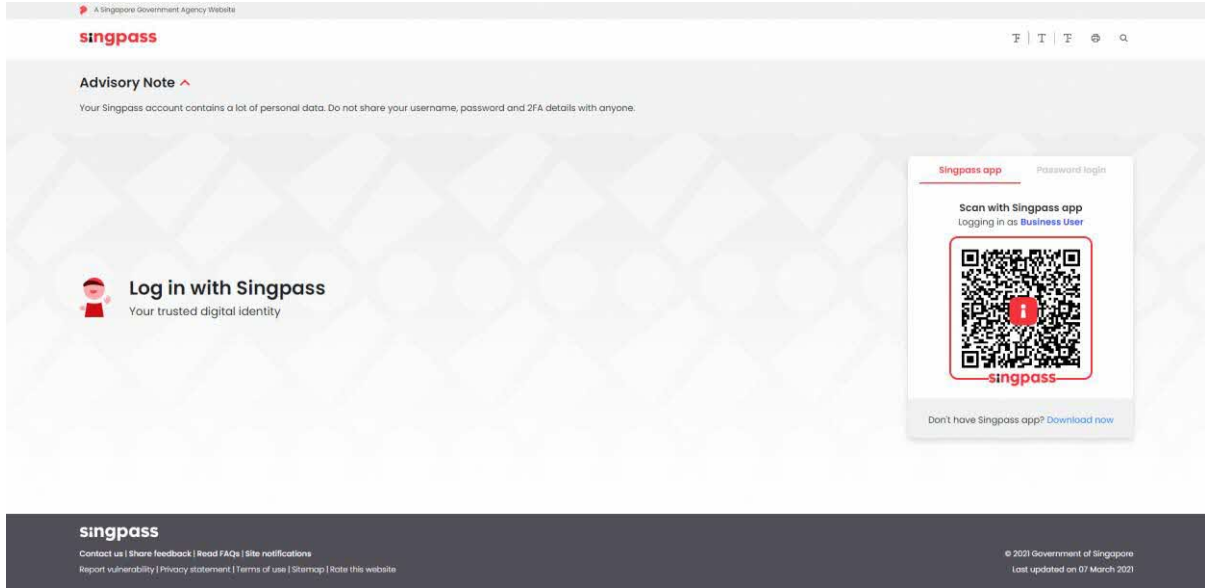 A Singapore Government Agency Website
singpass
Advisory Note
Your Singpass account contains a lot of personal data. Do not share your username, password and 2FA details with anyone.
Singpass app
Password login
Scan with Singpass app
Logging in as Business User
singpass
Don't have Singpass app? Download now
Log in with Singpass
Your trusted digital identity
singpass
Contact us | Share feedback | Read FAQs | Site notifications
Report vulnerability | Privacy statement | Terms of use | Sitemap | Rate this website
© 2021 Government of Singapore
Last updated on 07 March 2021